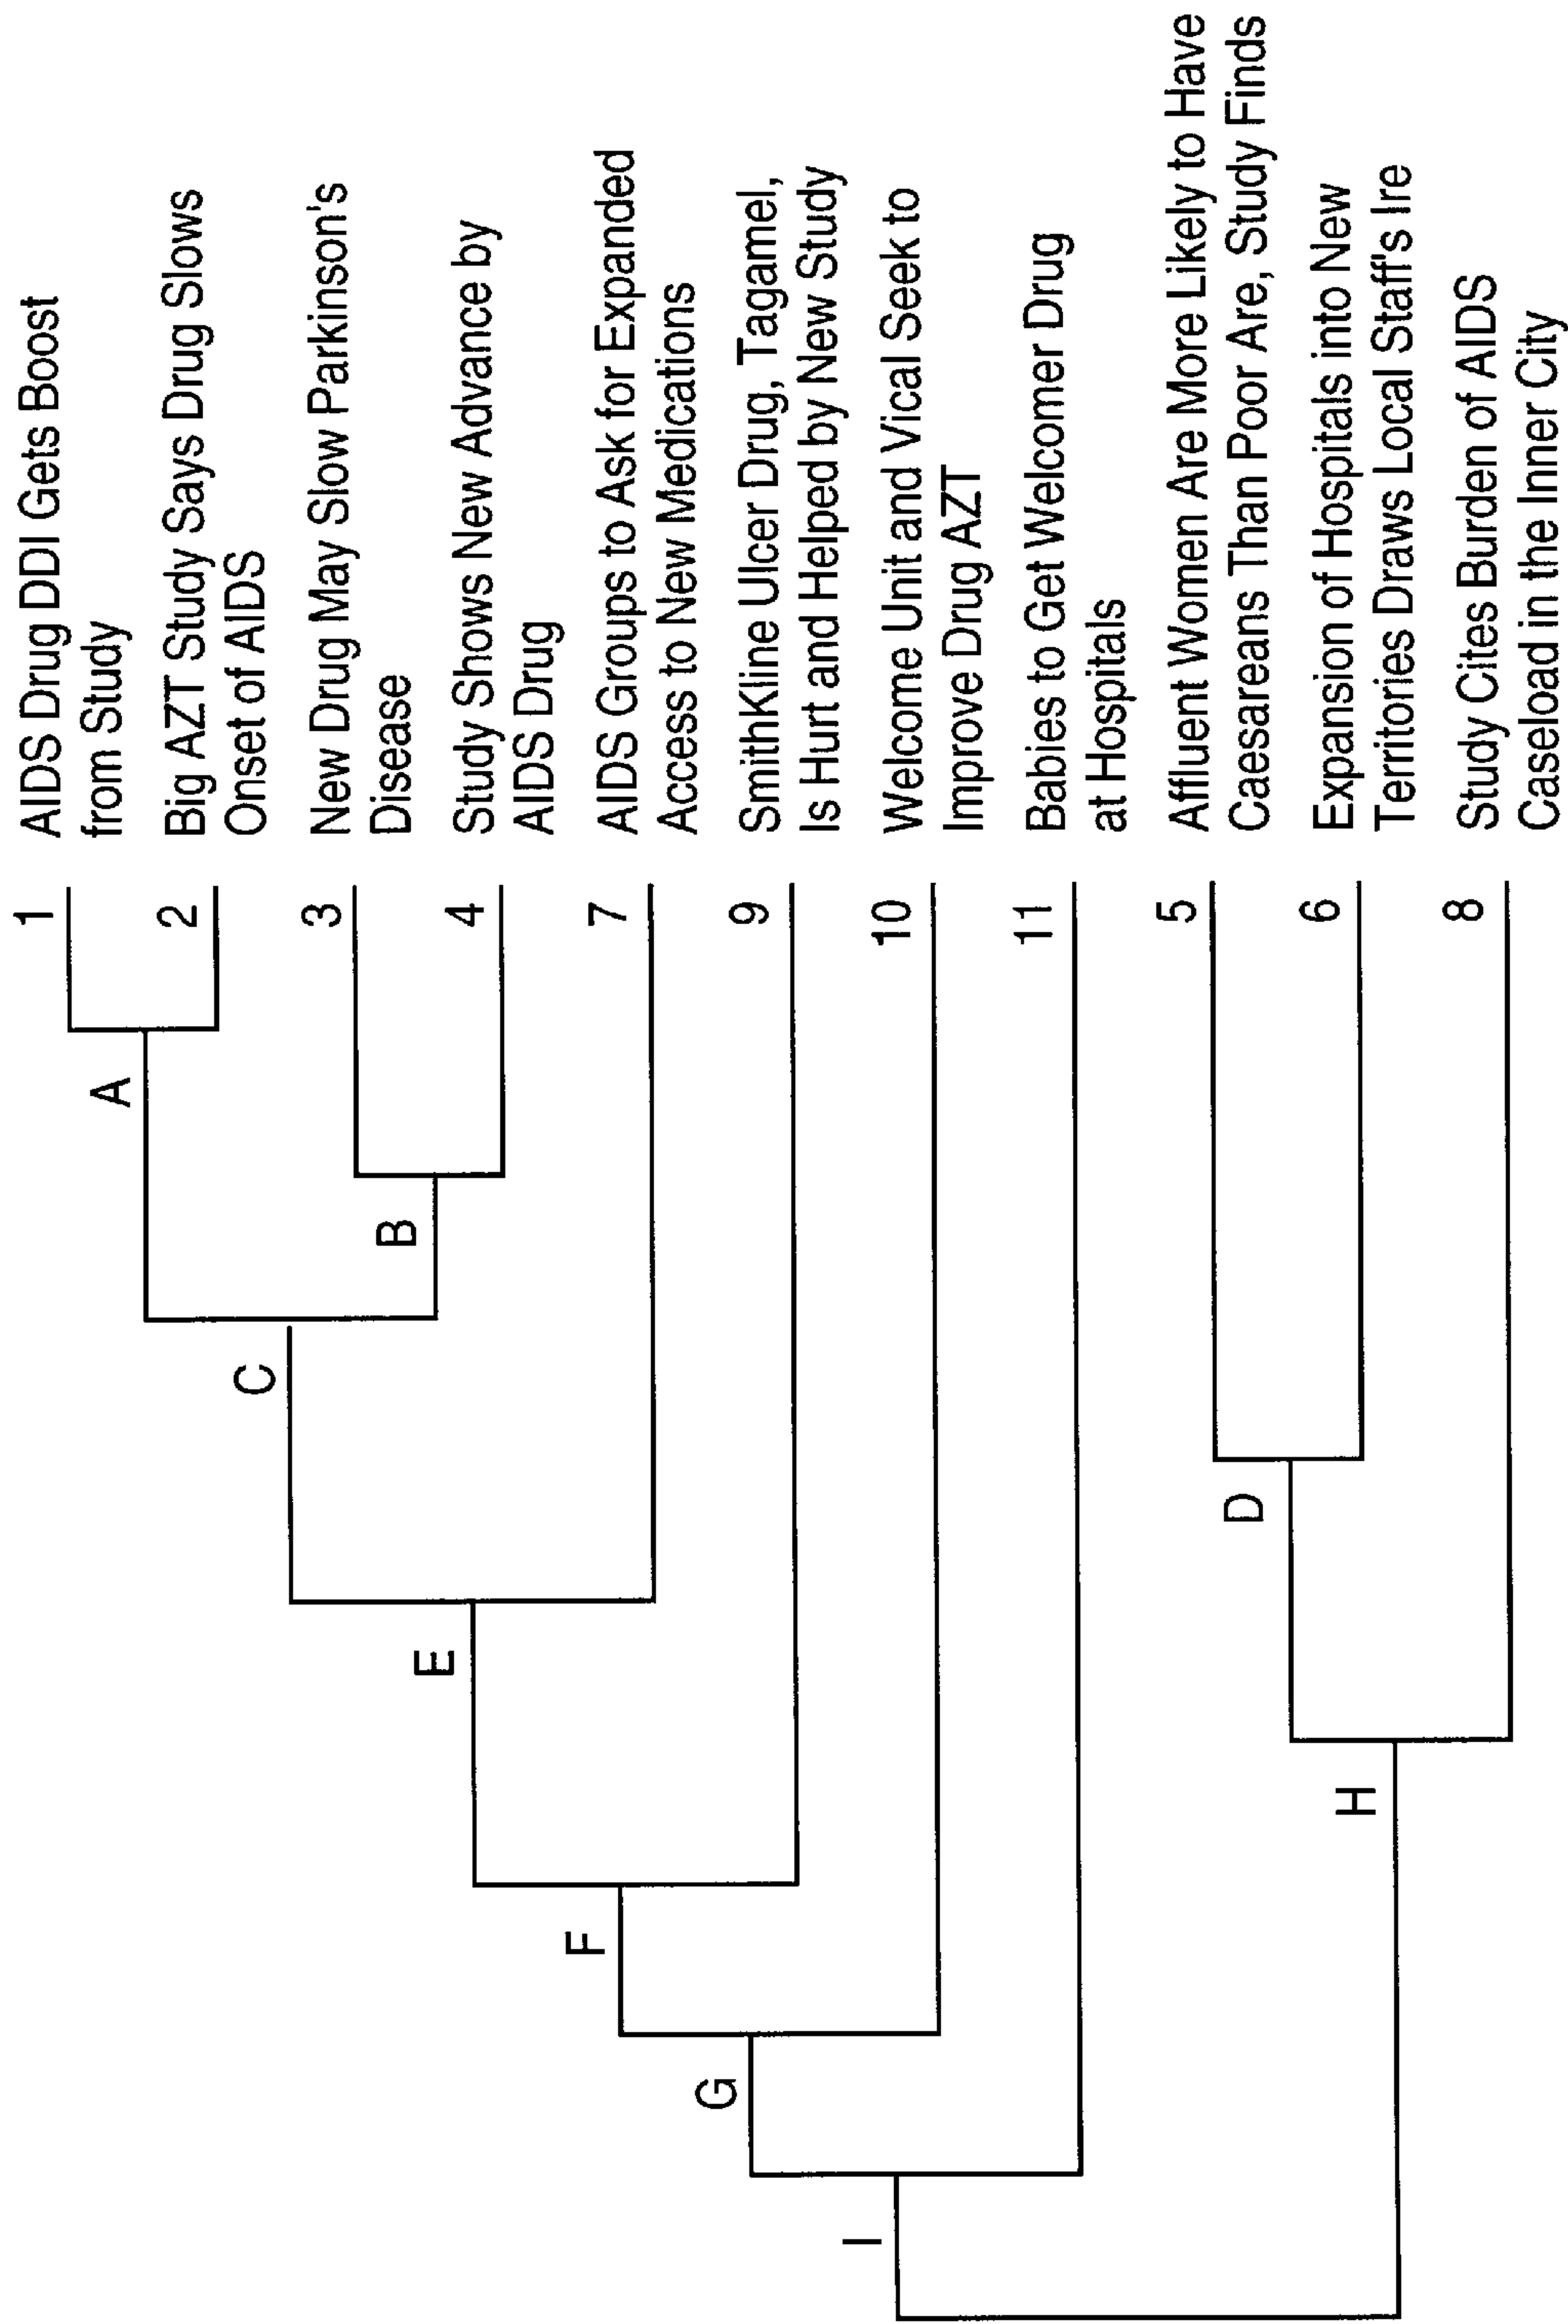 1
AIDS Drug DDI Gets Boost
from Study
A
2
Big AZT Study Says Drug Slows
Onset of AIDS
C
3
New Drug May Slow Parkinson's
Disease
B
4
Study Shows New Advance by
AIDS Drug
E
7
AIDS Groups to Ask for Expanded
Access to New Medications
F
9
SmithKline Ulcer Drug, Tagamel,
Is Hurt and Helped by New Study
G
10
Welcome Unit and Vical Seek to
Improve Drug AZT
I
11
Babies to Get Welcomer Drug
at Hospitals
5
Affluent Women Are More Likely to Have
Caesareans Than Poor Are, Study Finds
D
6
Expansion of Hospitals into New
Territories Draws Local Staff's Ire
H
8
Study Cites Burden of AIDS
Caseload in the Inner City